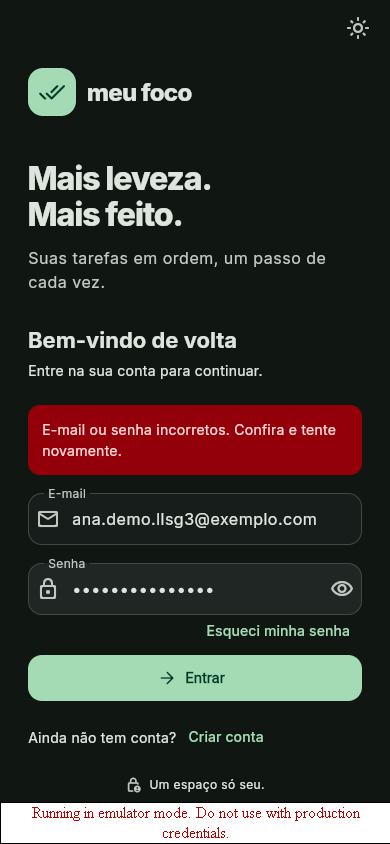 meu foco
Mais leveza.
Mais feito.
Suas tarefas em ordem, um passo de
cada vez.
Bem-vindo de volta
Entre na sua conta para continuar.
E-mail ou senha incorretos. Confira e tente
novamente.
E-mail
ana.demo.llsg3@exemplo.com
Senha
•••••••••••••••
Esqueci minha senha
Entrar
Ainda não tem conta? Criar conta
Um espaço só seu.
Running in emulator mode. Do not use with production
credentials.